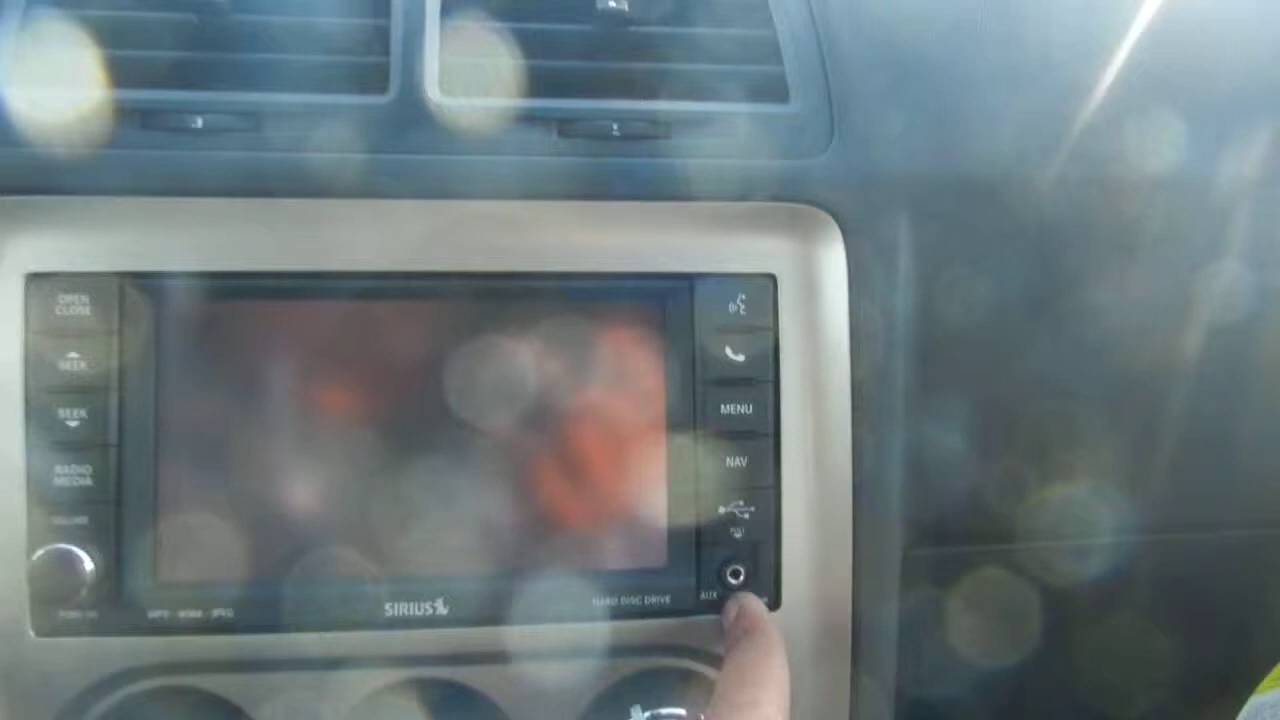 OPEN
CLOSE
SEEK
SEEK
RADIO
MEDIA
MENU
NAV
SIRIUS
HARD DISC DRIVE
AUX